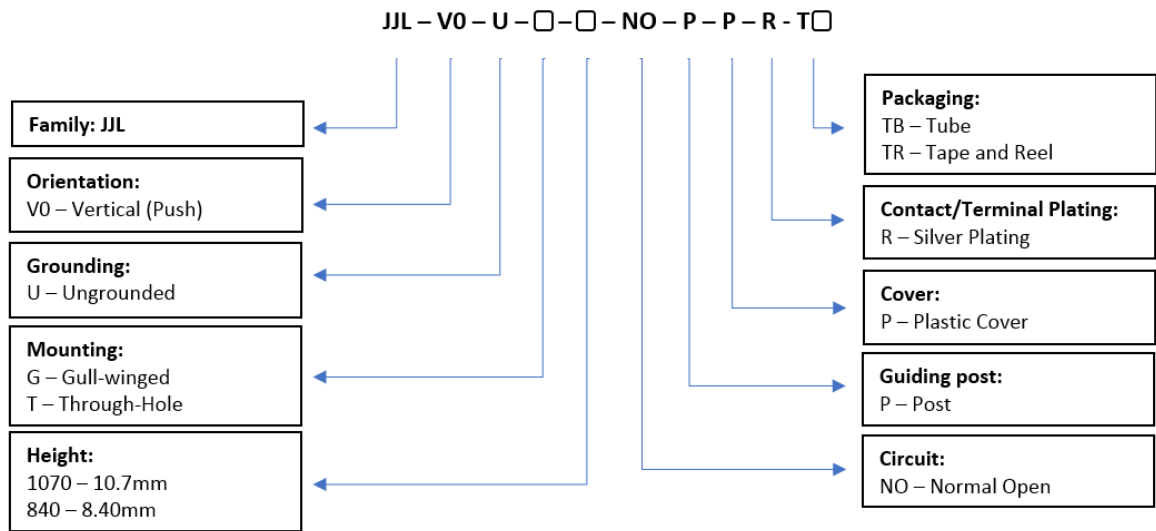 JJL – V0 – U – ▢ – ▢ – NO – P – P – R - T▢
Family: JJL
Orientation:
V0 – Vertical (Push)
Grounding:
U – Ungrounded
Mounting:
G – Gull-winged
T – Through-Hole
Height:
1070 – 10.7mm
840 – 8.40mm
Packaging:
TB – Tube
TR – Tape and Reel
Contact/Terminal Plating:
R – Silver Plating
Cover:
P – Plastic Cover
Guiding post:
P – Post
Circuit:
NO – Normal Open